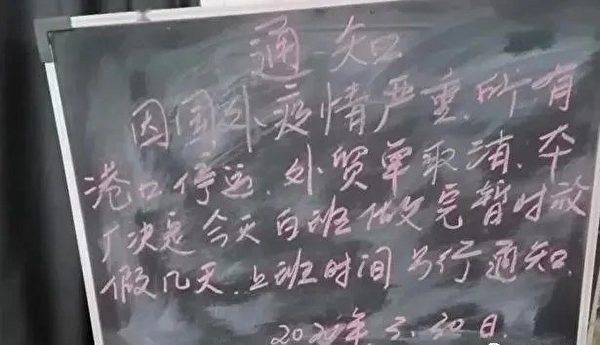 通知
因国外疫情严重,所有
港口停运、外贸单取消、本
厂决定今天白班做完暂时放
假几天.上班时间另行通知.
2020年3.30日.